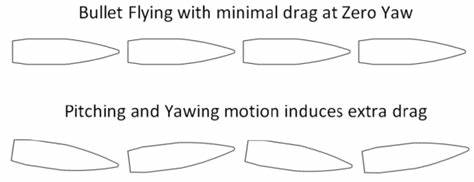 Bullet Flying with minimal drag at Zero Yaw
Pitching and Yawing motion induces extra drag